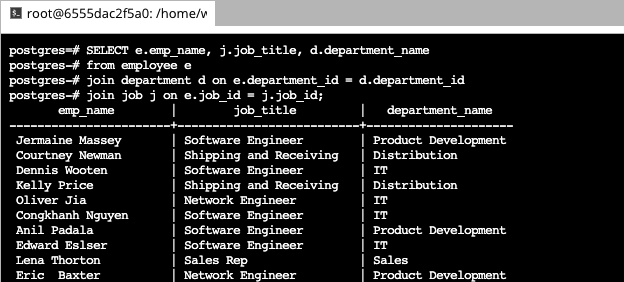 root@6555dac2f5a0: /home/w
postgres=# SELECT e.emp_name, j.job_title, d.department_name
postgres-# from employee e
postgres-# join department d on e.department_id = d.department_id
postgres-# join job j on e.job_id = j.job_id;
       emp_name        |        job_title         |   department_name
-----------------------+--------------------------+---------------------
 Jermaine Massey       | Software Engineer        | Product Development
 Courtney Newman       | Shipping and Receiving   | Distribution
 Dennis Wooten         | Software Engineer        | IT
 Kelly Price           | Shipping and Receiving   | Distribution
 Oliver Jia            | Network Engineer         | IT
 Congkhanh Nguyen      | Software Engineer        | IT
 Anil Padala           | Software Engineer        | Product Development
 Edward Eslser         | Software Engineer        | IT
 Lena Thorton          | Sales Rep                | Sales
 Eric  Baxter          | Network Engineer         | Product Development